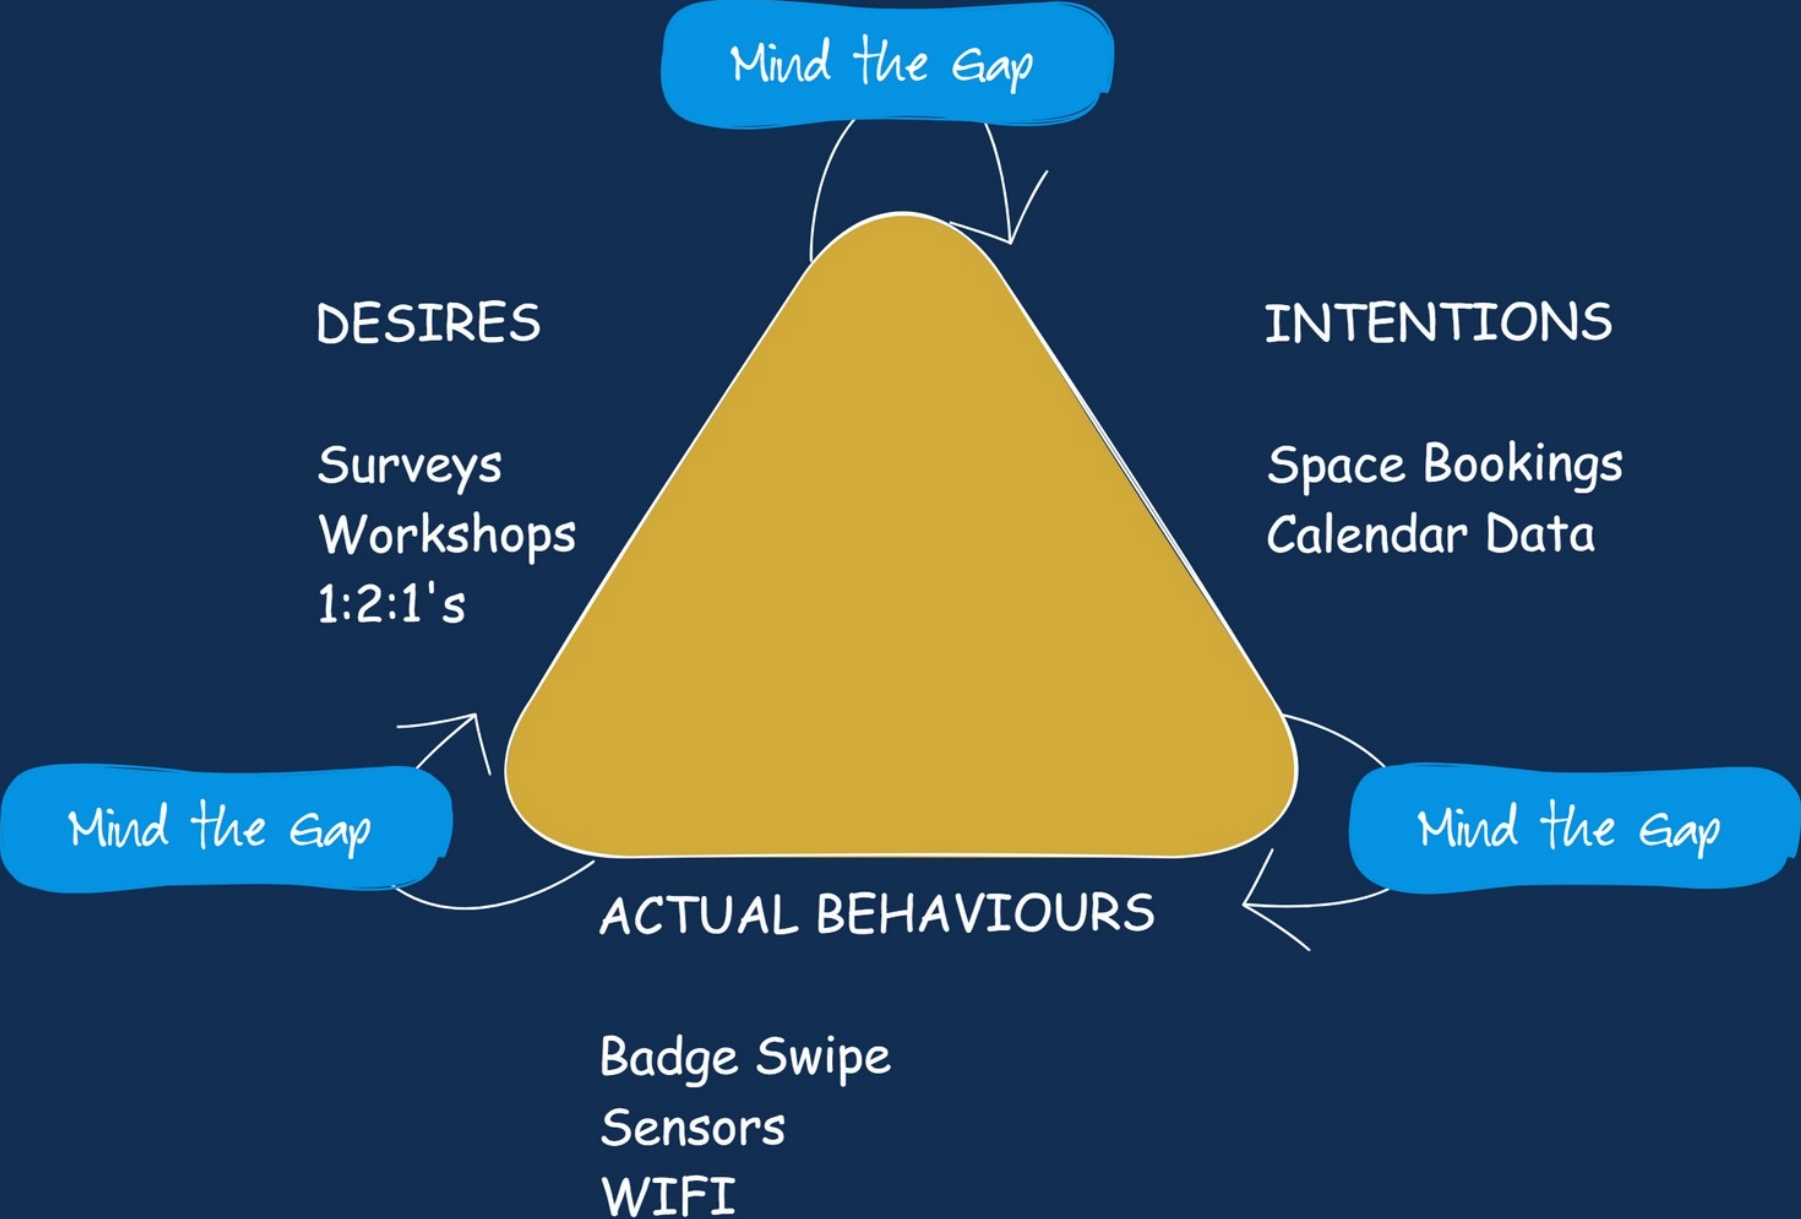 Mind the Gap
DESIRES
Surveys
Workshops
1:2:1's
INTENTIONS
Space Bookings
Calendar Data
Mind the Gap
Mind the Gap
ACTUAL BEHAVIOURS
Badge Swipe
Sensors
WIFI